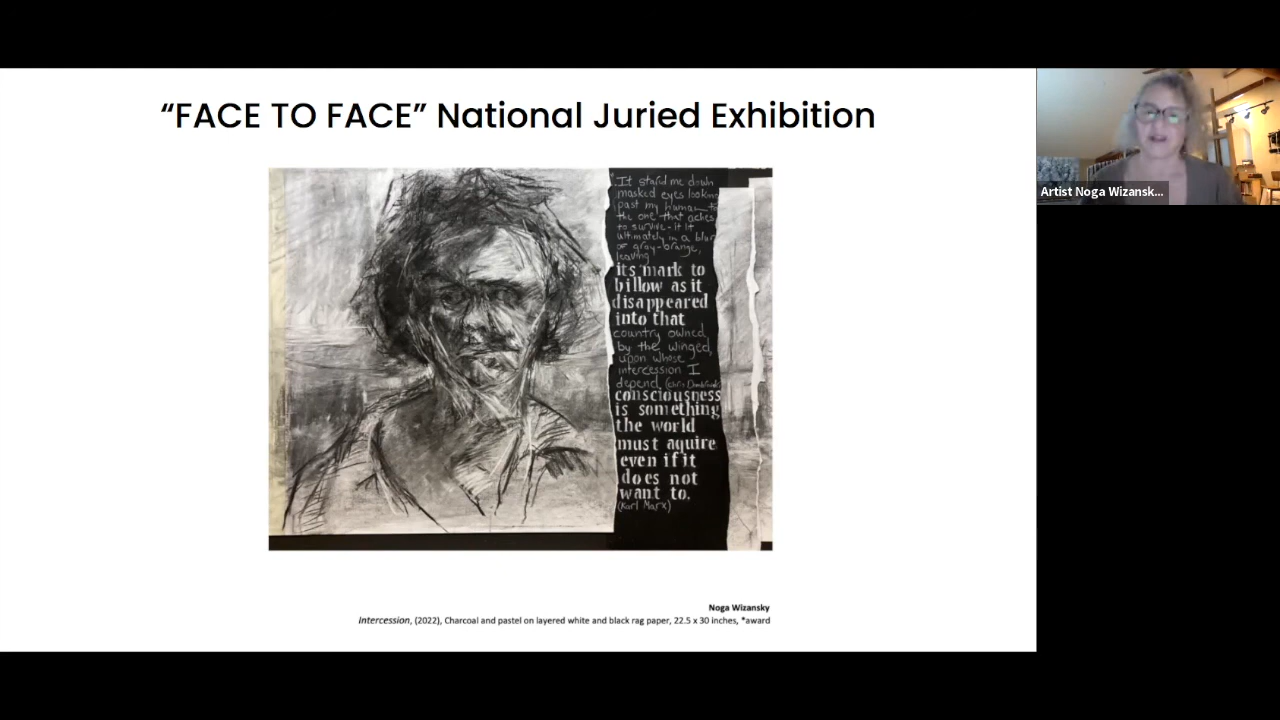 “FACE TO FACE” National Juried Exhibition
Artist Noga Wizansk...
It star'd me down
masked eyes looking
past my human to
the one that aches
to survive - it lit
ultimately in a blur
of gray-orange,
leaving
its mark to
billow as it
disappeared
into that
country owned
by the winged,
upon whose
intercession I
depend. (Chris
consciousness
is something
the world
must aquire
even if it
does not
want to.
(Karl Marx)
Noga Wizansky
Intercession, (2022), Charcoal and pastel on layered white and black rag paper, 22.5 x 30 inches, *award